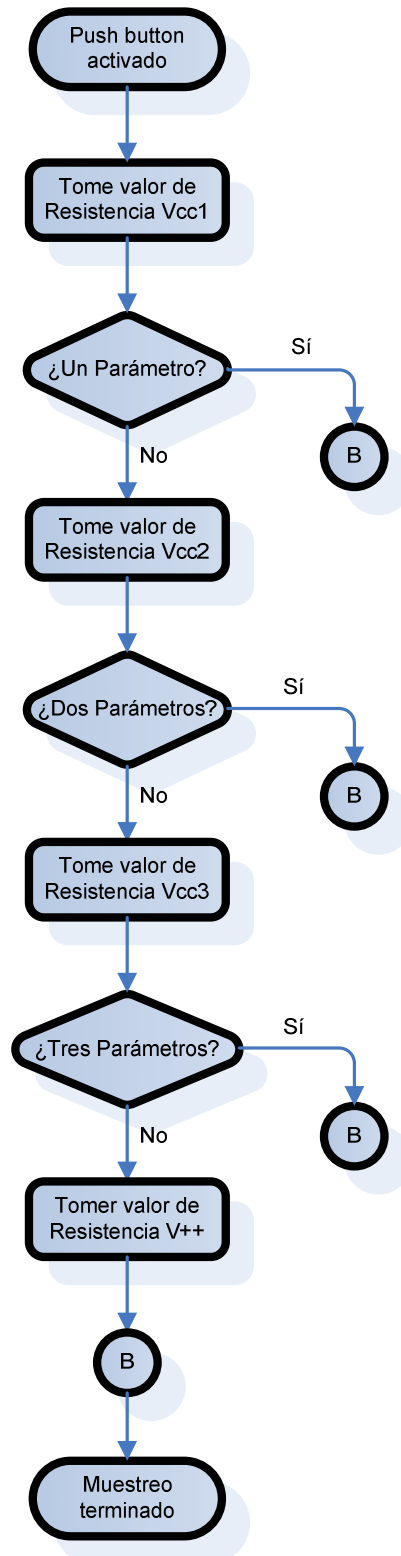 Push button
activado
Tome valor de
Resistencia Vcc1
¿Un Parámetro?
Sí
B
No
Tome valor de
Resistencia Vcc2
¿Dos Parámetros?
Sí
B
No
Tome valor de
Resistencia Vcc3
¿Tres Parámetros?
Sí
B
No
Tomer valor de
Resistencia V++
B
Muestreo
terminado